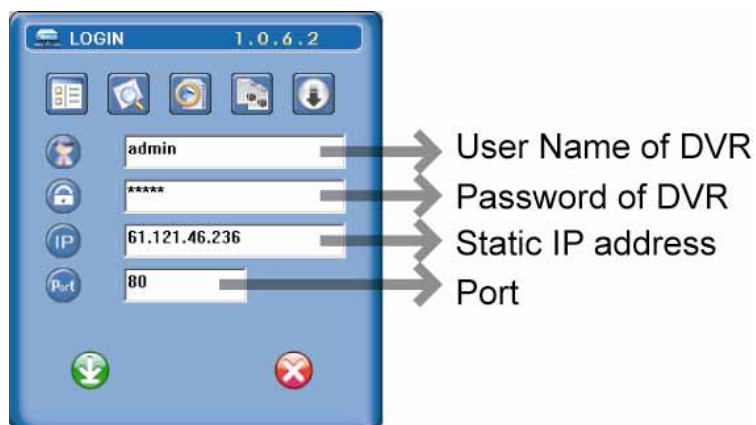 LOGIN 1.0.6.2
admin
User Name of DVR
*****
Password of DVR
IP
61.121.46.236
Static IP address
Port
80
Port